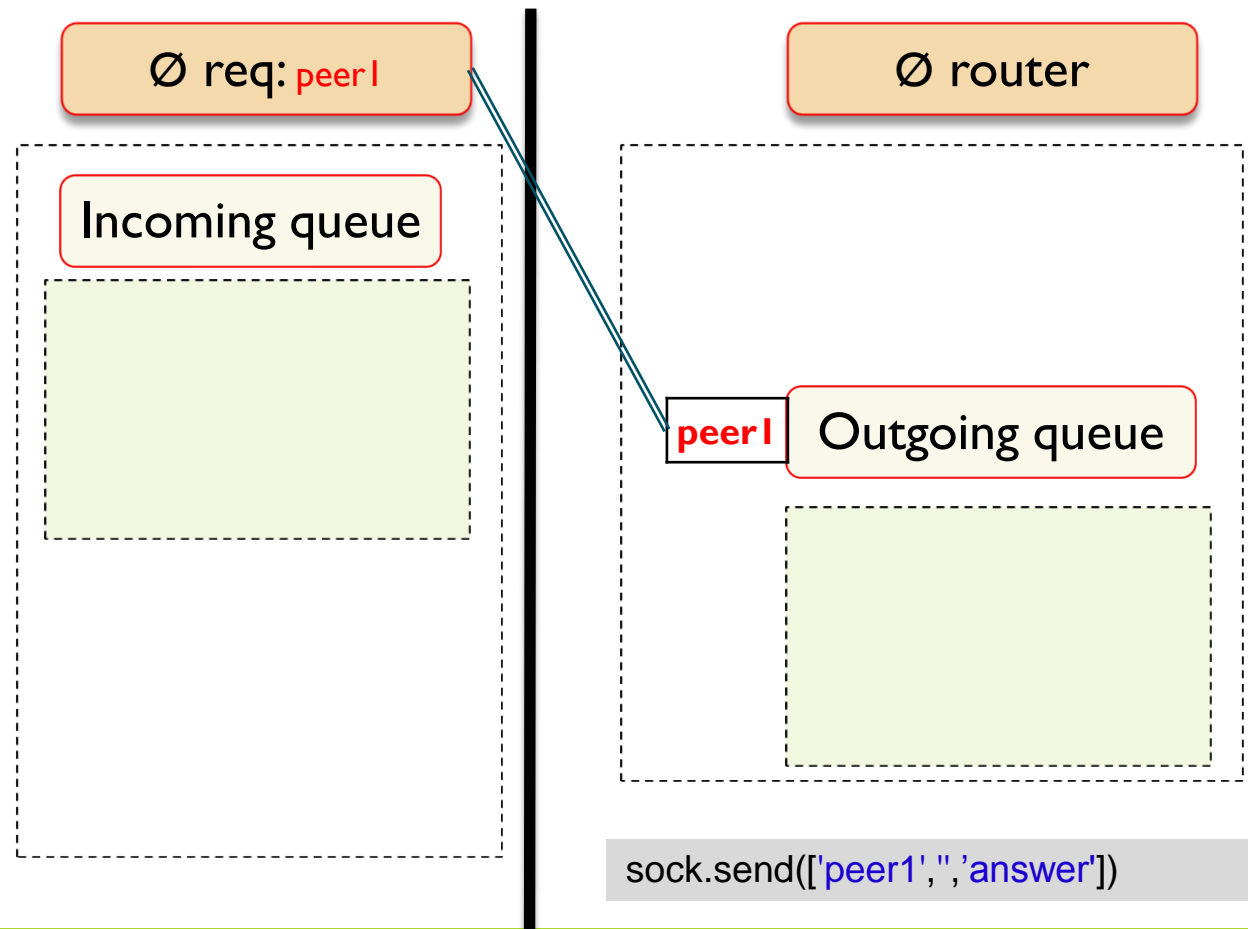 Ø req: peer1
Ø router
Incoming queue
peer1
Outgoing queue
sock.send(['peer1','',’answer'])